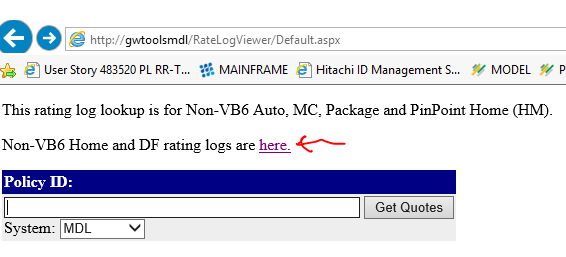 http://gwtoolsmdl/RateLogViewer/Default.aspx
User Story 483520 PL RR-T... MAINFRAME Hitachi ID Management S... MODEL P
This rating log lookup is for Non-VB6 Auto, MC, Package and PinPoint Home (HM).
Non-VB6 Home and DF rating logs are here.
Policy ID:
Get Quotes
System: MDL